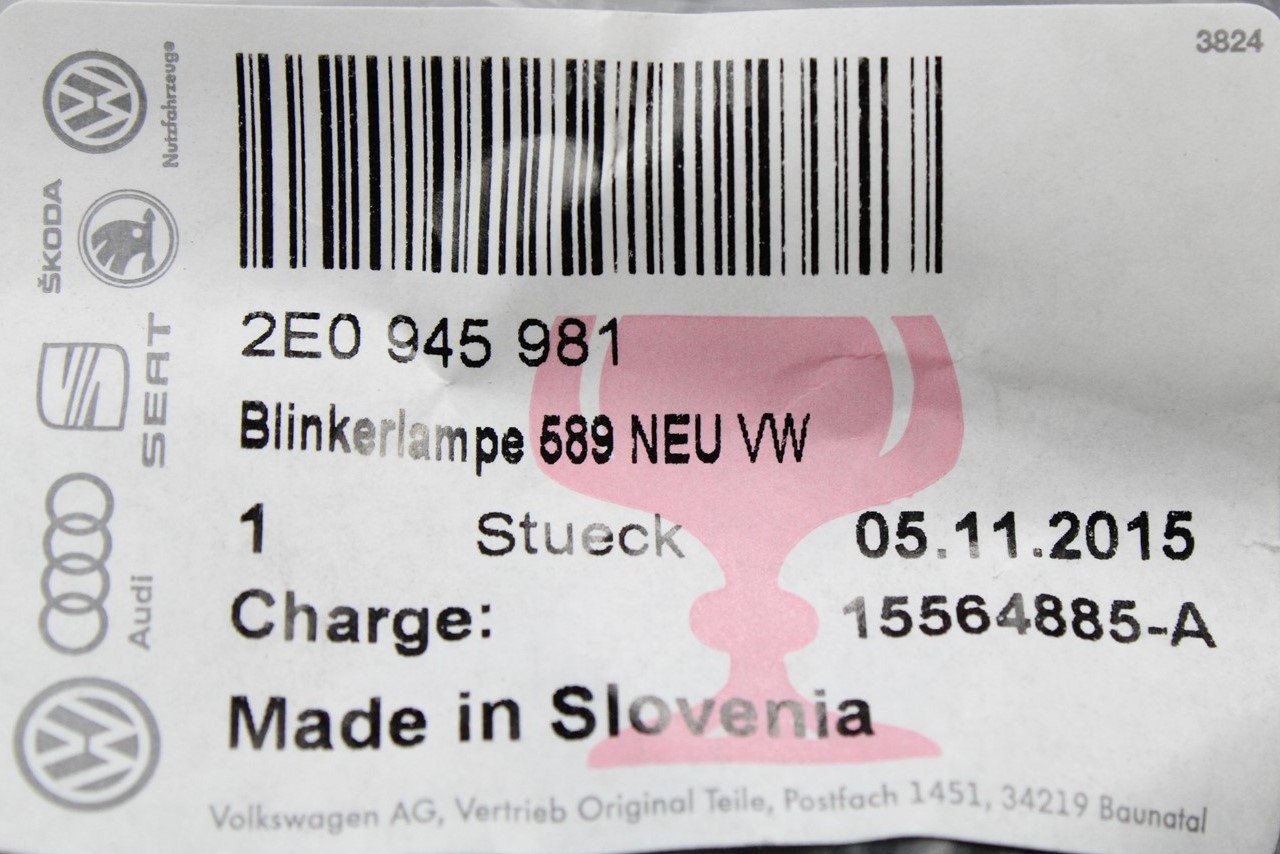 3824
Nutzfahrzeuge
ŠKODA
SEAT
Audi
2E0 945 981
Blinkerlampe 589 NEU VW
1 Stueck 05.11.2015
Charge: 15564885-A
Made in Slovenia
Volkswagen AG, Vertrieb Original Teile, Postfach 1451, 34219 Baunatal